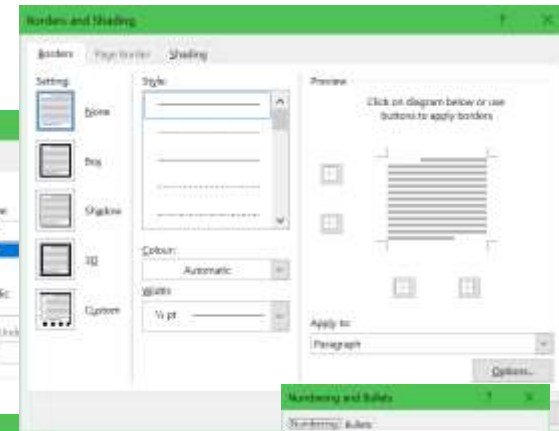 Borders and Shading ? ×
Borders Page Border Shading
Setting:
None
Box
Shadow
3D
Custom
Style:
Colour:
Automatic
Width:
½ pt
Preview
Click on diagram below or use
buttons to apply borders
Apply to:
Paragraph
Options...
Numbering and Bullets ? ×
Numbering Bullets